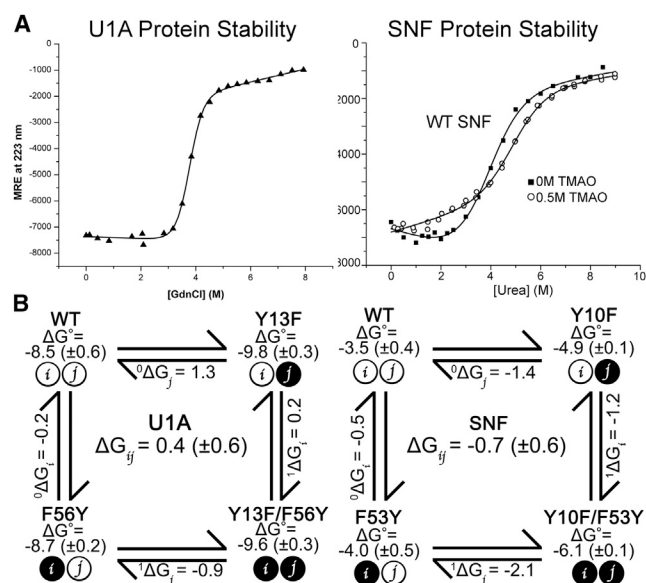 A
U1A Protein Stability
0
-1000
-2000
-3000
-4000
-5000
-6000
-7000
-8000
MRE at 223 nm
0
2
4
6
8
[GdnCl] (M)
SNF Protein Stability
0
2000
4000
WT SNF
0M TMAO
0.5M TMAO
0
2
4
6
8
10
[Urea] (M)
B
WT
ΔG°=
-8.5 (±0.6)
i j
⁰ΔGⱼ = 1.3
Y13F
ΔG°=
-9.8 (±0.3)
i j
⁰ΔGᵢ = -0.2
U1A
ΔGᵢⱼ = 0.4 (±0.6)
¹ΔGᵢ = 0.2
F56Y
ΔG°=
-8.7 (±0.2)
i j
¹ΔGⱼ = -0.9
Y13F/F56Y
ΔG°=
-9.6 (±0.3)
i j
WT
ΔG°=
-3.5 (±0.4)
i j
⁰ΔGⱼ = -1.4
Y10F
ΔG°=
-4.9 (±0.1)
i j
⁰ΔGᵢ = -0.5
SNF
ΔGᵢⱼ = -0.7 (±0.6)
¹ΔGᵢ = -1.2
F53Y
ΔG°=
-4.0 (±0.5)
i j
¹ΔGⱼ = -2.1
Y10F/F53Y
ΔG°=
-6.1 (±0.1)
i j